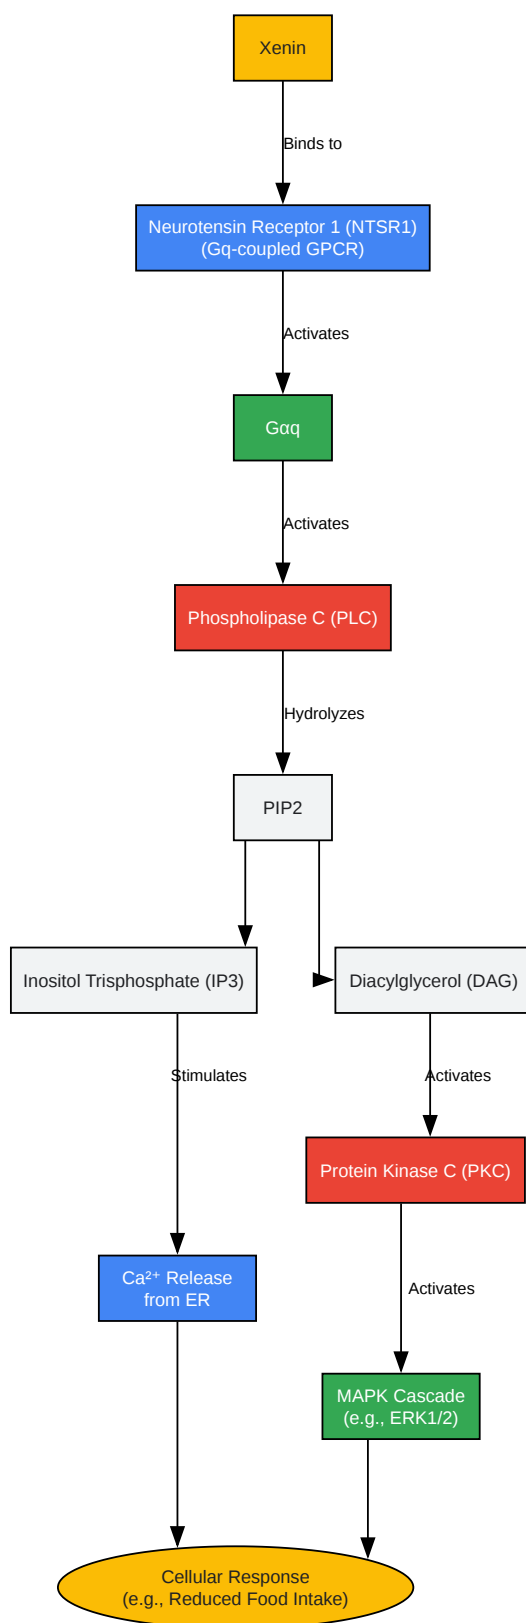 Xenin
Binds to
Neurotensin Receptor 1 (NTSR1)
(Gq-coupled GPCR)
Activates
Gαq
Activates
Phospholipase C (PLC)
Hydrolyzes
PIP2
Inositol Trisphosphate (IP3)
Diacylglycerol (DAG)
Stimulates
Activates
Protein Kinase C (PKC)
Ca²⁺ Release
from ER
Activates
MAPK Cascade
(e.g., ERK1/2)
Cellular Response
(e.g., Reduced Food Intake)